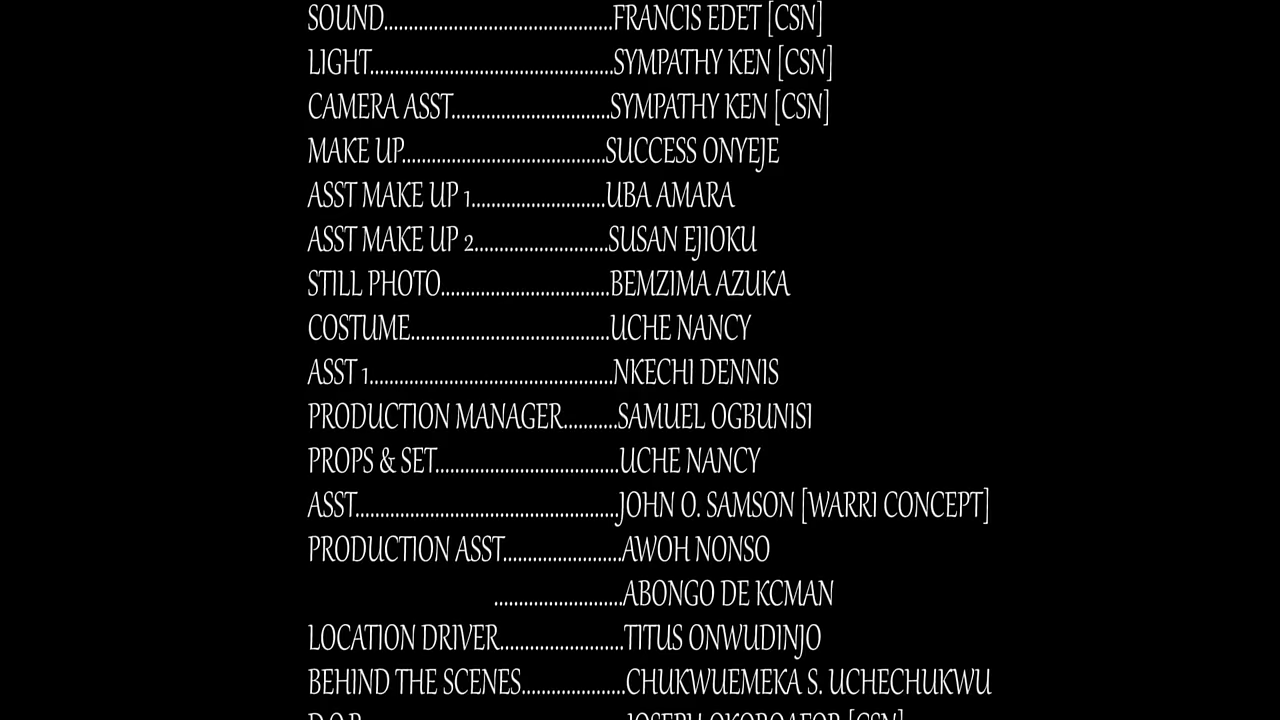 SOUND...............................................FRANCIS EDET [CSN]
LIGHT..................................................SYMPATHY KEN [CSN]
CAMERA ASST................................SYMPATHY KEN [CSN]
MAKE UP..........................................SUCCESS ONYEJE
ASST MAKE UP 1...........................UBA AMARA
ASST MAKE UP 2...........................SUSAN EJIOKU
STILL PHOTO..................................BEMZIMA AZUKA
COSTUME.........................................UCHE NANCY
ASST 1..................................................NKECHI DENNIS
PRODUCTION MANAGER...........SAMUEL OGBUNISI
PROPS & SET.....................................UCHE NANCY
ASST.....................................................JOHN O. SAMSON [WARRI CONCEPT]
PRODUCTION ASST........................AWOH NONSO
..........................ABONGO DE KCMAN
LOCATION DRIVER.........................TITUS ONWUDINJO
BEHIND THE SCENES.....................CHUKWUEMEKA S. UCHECHUKWU
D.O.P......................................................JOSEPH OKOROAFOR [CSN]